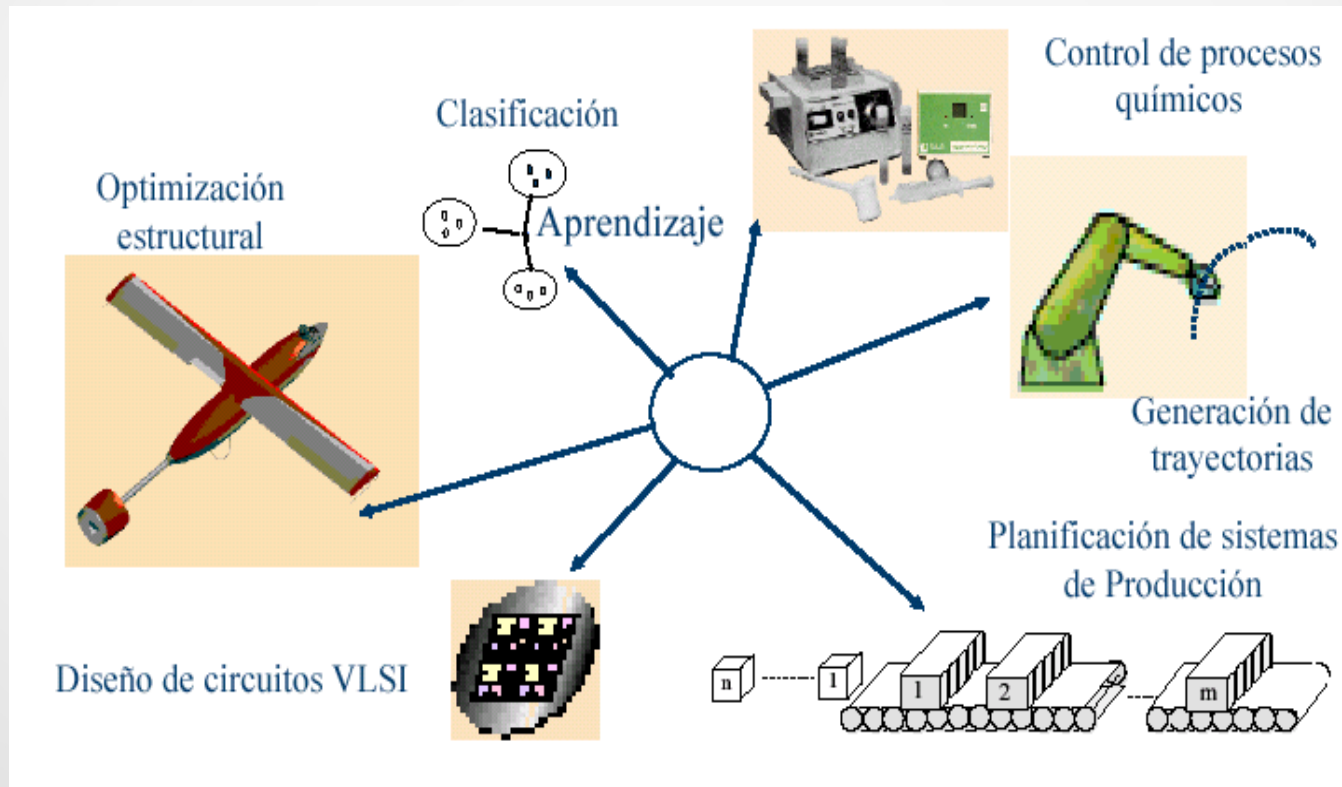 Control de procesos
químicos
Clasificación
Aprendizaje
Optimización
estructural
Generación de
trayectorias
Planificación de sistemas
de Producción
Diseño de circuitos VLSI
n 1 1 2 m